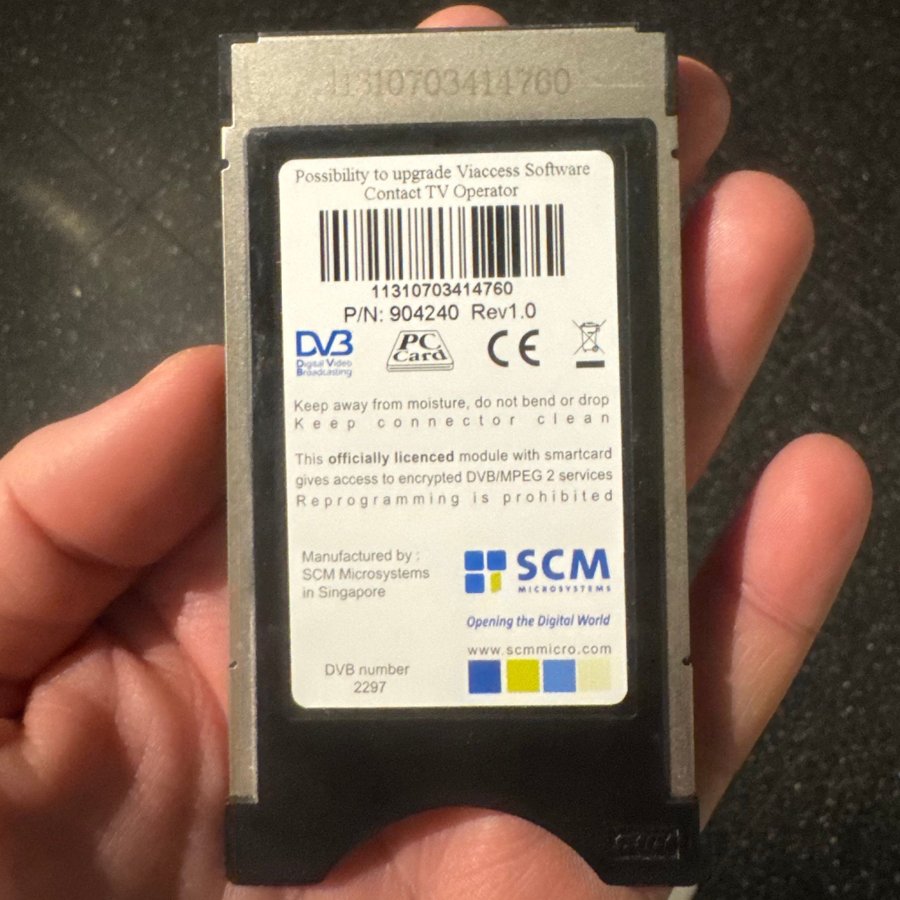 11310703414760
Possibility to upgrade Viaccess Software
Contact TV Operator
11310703414760
P/N: 904240 Rev1.0
DVB
Digital Video
Broadcasting
PC
Card
CE
Keep away from moisture, do not bend or drop
Keep connector clean
This officially licenced module with smartcard
gives access to encrypted DVB/MPEG 2 services
Reprogramming is prohibited
Manufactured by :
SCM Microsystems
in Singapore
SCM
MICROSYSTEMS
Opening the Digital World
www.scmmicro.com
DVB number
2297